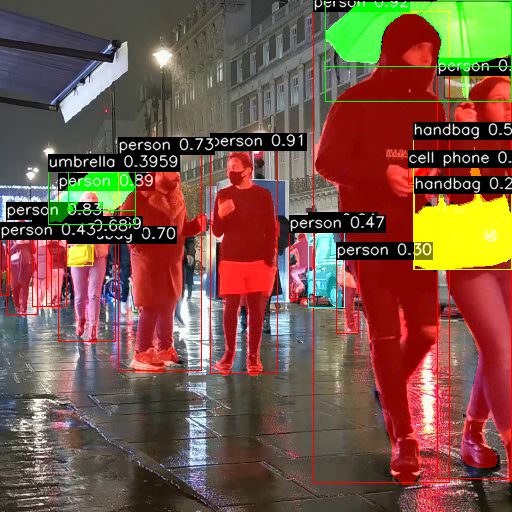 person 0.92
person 0.
handbag 0.5
person 0.73
person 0.91
cell phone 0.
umbrella 0.3959
person 0.89
handbag 0.2
person 0.83
person 0.47
person 0.43
0.70
person 0.30